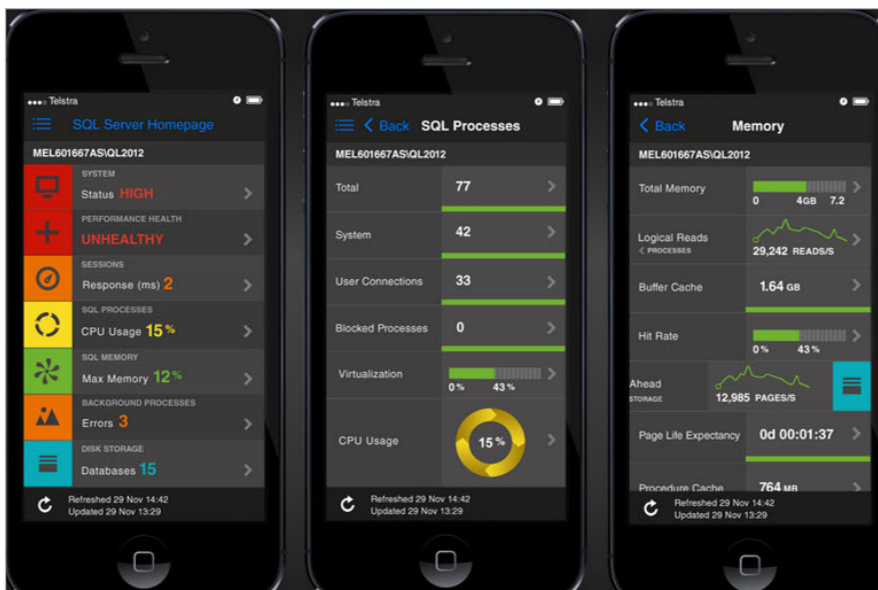 Telstra
SQL Server Homepage
MEL601667AS\QL2012
SYSTEM
Status HIGH
PERFORMANCE HEALTH
UNHEALTHY
SESSIONS
Response (ms) 2
SQL PROCESSES
CPU Usage 15%
SQL MEMORY
Max Memory 12%
BACKGROUND PROCESSES
Errors 3
DISK STORAGE
Databases 15
Refreshed 29 Nov 14:42
Updated 29 Nov 13:29
Telstra
Back SQL Processes
MEL601667AS\QL2012
Total 77
System 42
User Connections 33
Blocked Processes 0
Virtualization
0% 43%
CPU Usage 15%
Refreshed 29 Nov 14:42
Updated 29 Nov 13:29
Telstra
Back Memory
MEL601667AS\QL2012
Total Memory
0 4GB 7.2
Logical Reads
< PROCESSES 29,242 READS/S
Buffer Cache 1.64 GB
Hit Rate
0% 43%
Ahead
STORAGE 12,985 PAGES/S
Page Life Expectancy 0d 00:01:37
Procedure Cache 764 MB
Refreshed 29 Nov 14:42
Updated 29 Nov 13:29